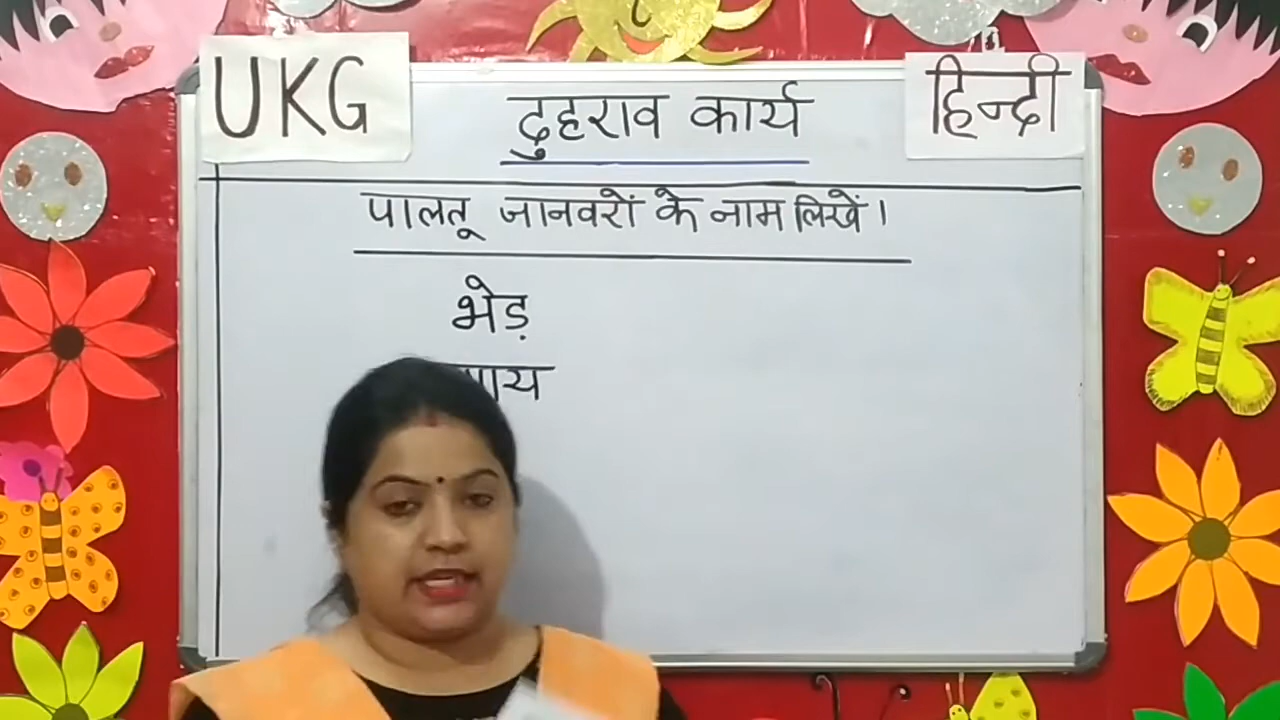 UKG
दुहराव कार्य
हिन्दी
पालतू जानवरों के नाम लिखें।
भेड़